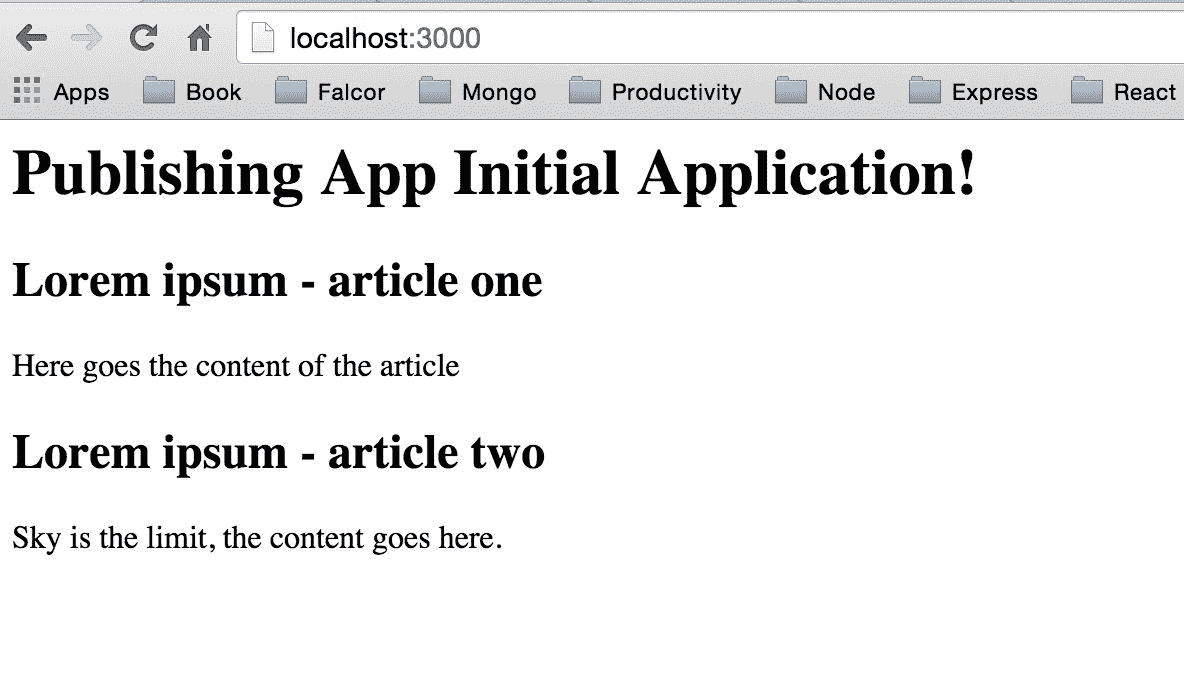 localhost:3000
Apps Book Falcor Mongo Productivity Node Express React
Publishing App Initial Application!
Lorem ipsum - article one
Here goes the content of the article
Lorem ipsum - article two
Sky is the limit, the content goes here.